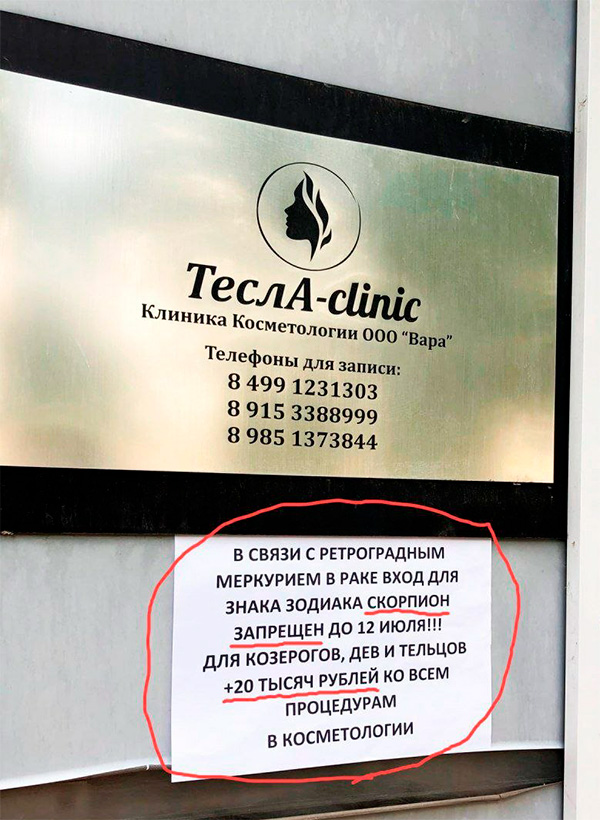 ТеслА-clinic
Клиника Косметологии ООО "Вара"
Телефоны для записи:
8 499 1231303
8 915 3388999
8 985 1373844
В СВЯЗИ С РЕТРОГРАДНЫМ
МЕРКУРИЕМ В РАКЕ ВХОД ДЛЯ
ЗНАКА ЗОДИАКА СКОРПИОН
ЗАПРЕЩЕН ДО 12 ИЮЛЯ!!!
ДЛЯ КОЗЕРОГОВ, ДЕВ И ТЕЛЬЦОВ
+20 ТЫСЯЧ РУБЛЕЙ КО ВСЕМ
ПРОЦЕДУРАМ
В КОСМЕТОЛОГИИ